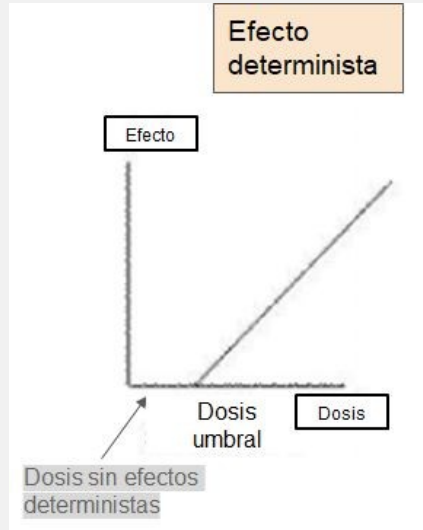 Efecto
determinista
Efecto
Dosis
umbral
Dosis
Dosis sin efectos
deterministas